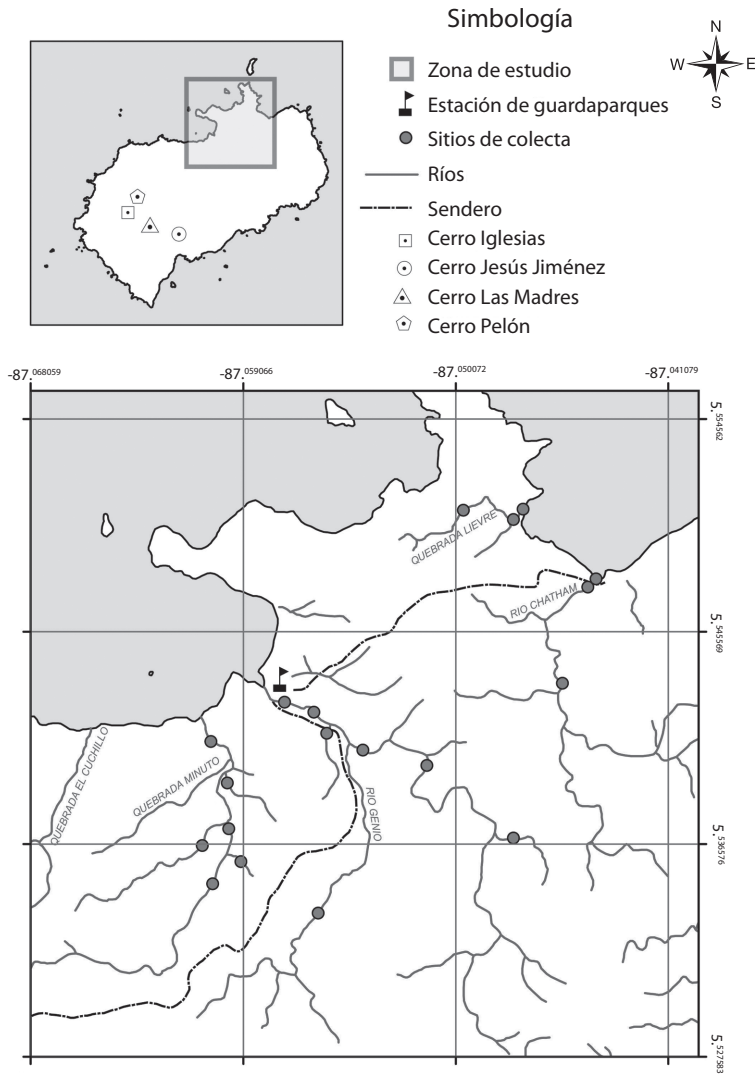 Simbología
N
W E
S
Zona de estudio
Estación de guardaparques
Sitios de colecta
Ríos
Sendero
Cerro Iglesias
Cerro Jesús Jiménez
Cerro Las Madres
Cerro Pelón
-87.068059 -87.059066 -87.050072 -87.041079
5.554562
QUEBRADA LIEVRE
RIO CHATHAM
5.545569
QUEBRADA EL CUCHILLO
QUEBRADA MINUTO
RIO GENIO
5.536576
5.527583